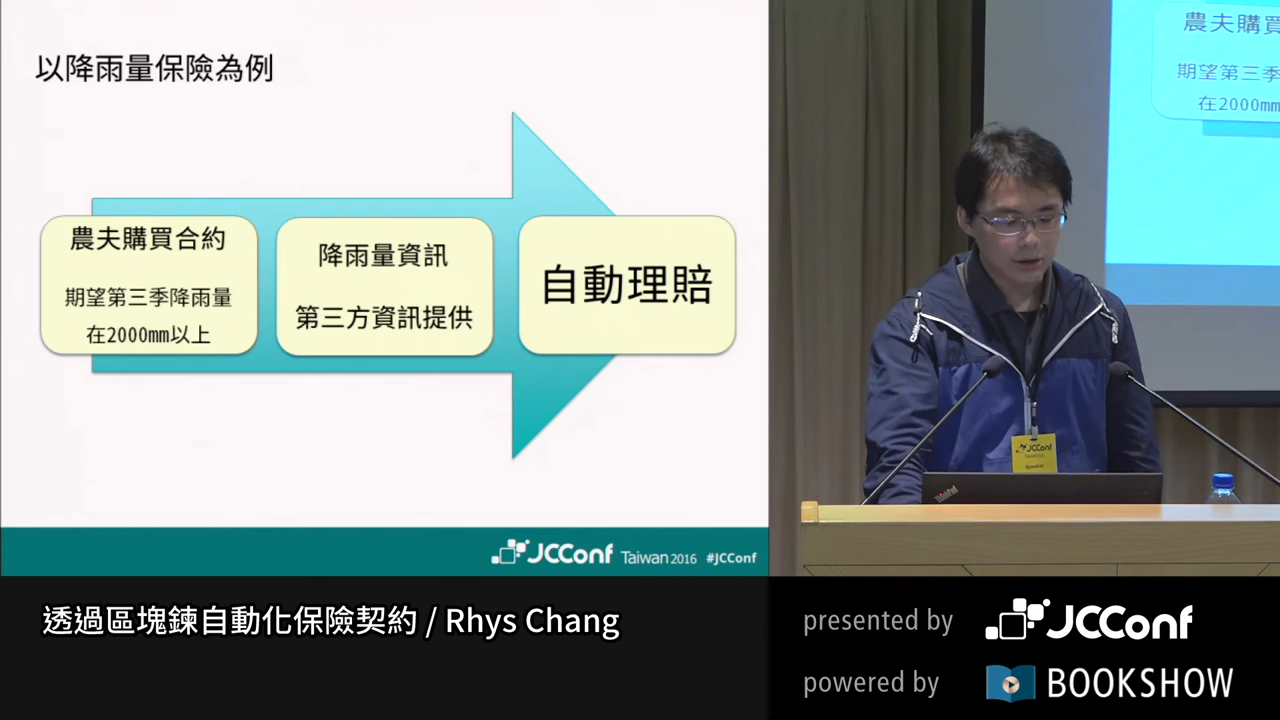 以降雨量保險為例
農夫購買合約
期望第三季降雨量
在2000mm以上
降雨量資訊
第三方資訊提供
自動理賠
JCConf Taiwan 2016 #JCConf
農夫購買
期望第三季
在2000mm
JCConf
Speaker
ThinkPad
透過區塊鍊自動化保險契約 / Rhys Chang
presented by JCConf
powered by BOOKSHOW